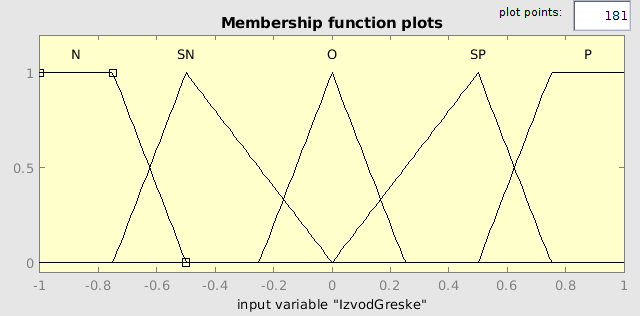 plot points: 181
Membership function plots
N SN O SP P
1
0.5
0
-1 -0.8 -0.6 -0.4 -0.2 0 0.2 0.4 0.6 0.8 1
input variable "IzvodGreske"